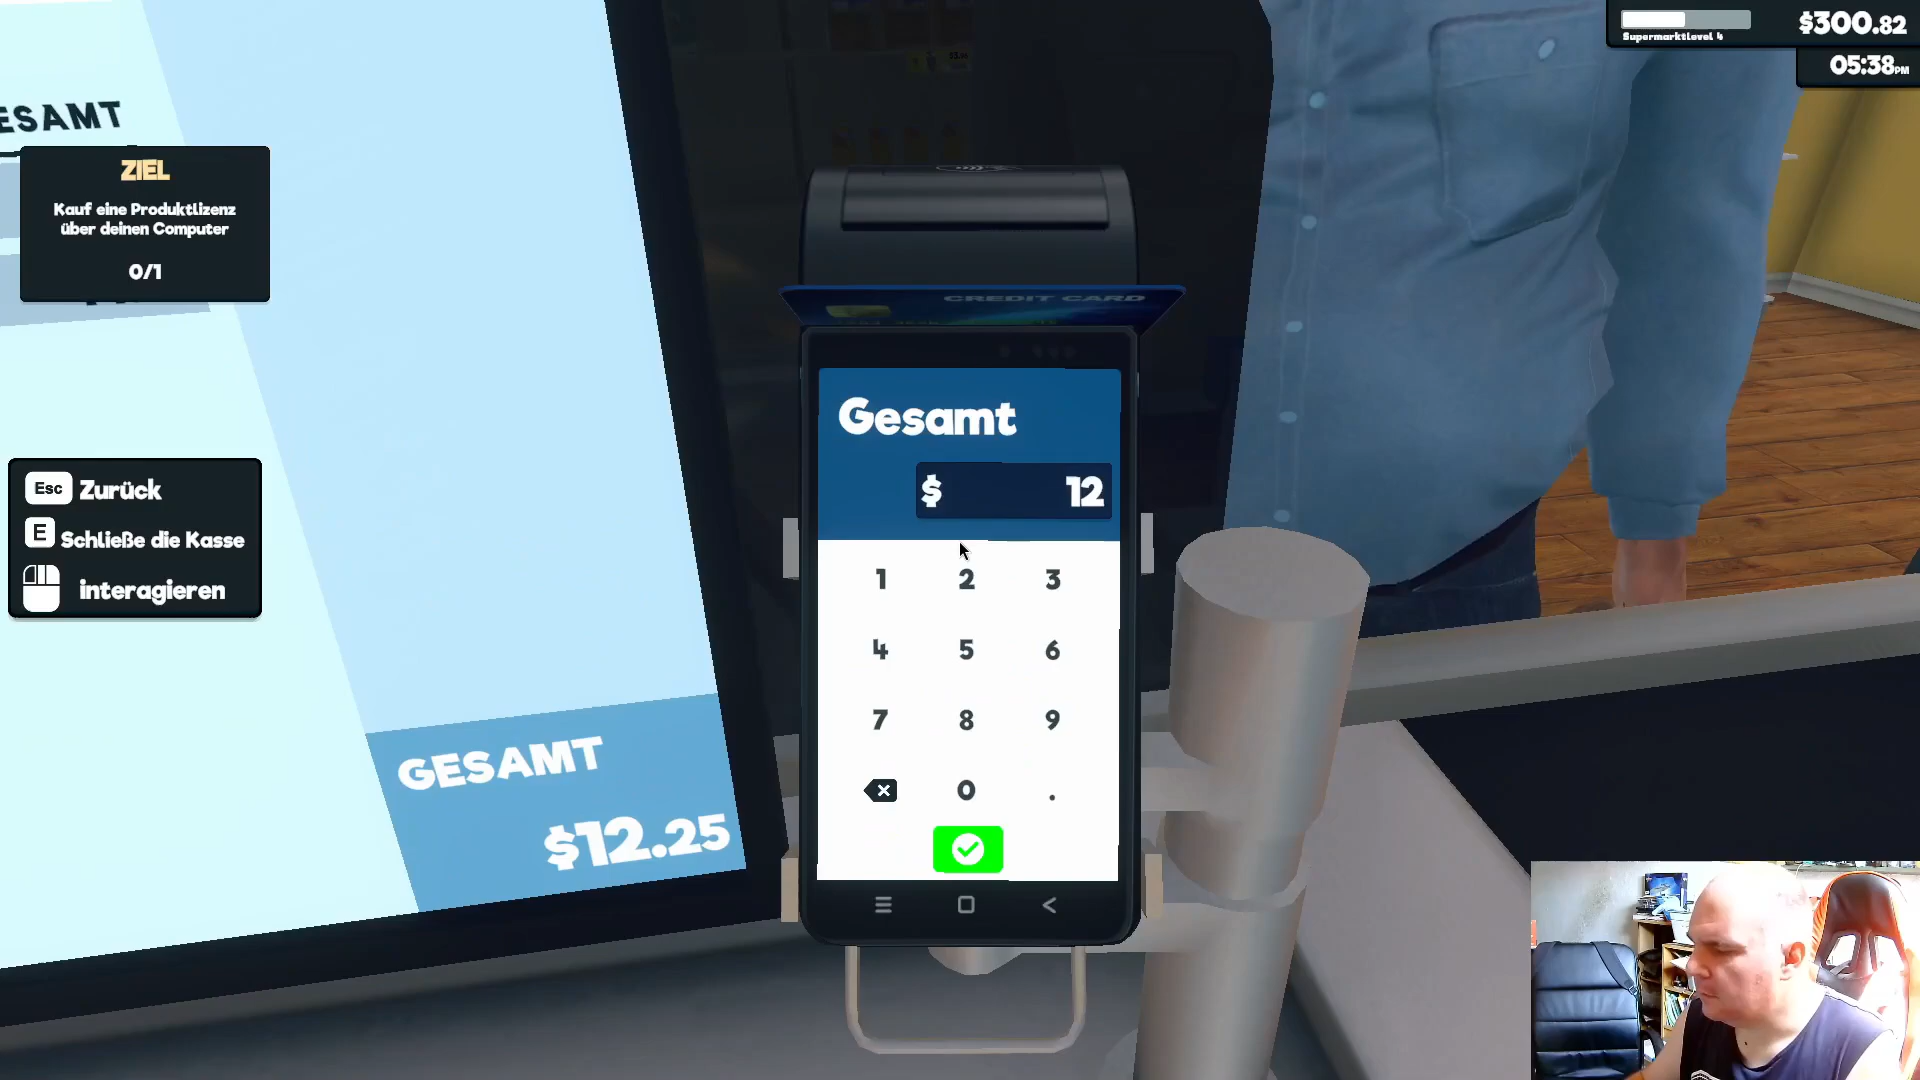 ESAMT
ZIEL
Kauf eine Produktlizenz
über deinen Computer
0/1
Esc Zurück
E Schließe die Kasse
interagieren
GESAMT
$12.25
CREDIT CARD
Gesamt
$ 12
1 2 3
4 5 6
7 8 9
0 .
Supermarktlevel 4
$300.82
05:38PM